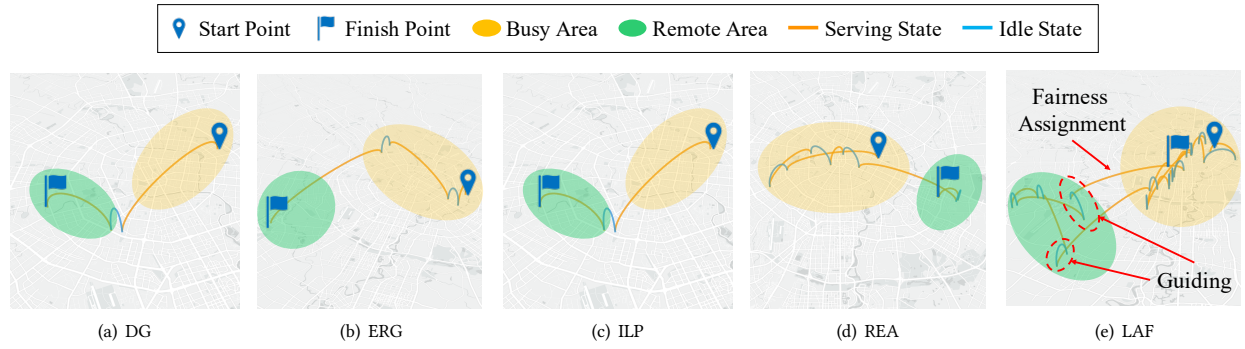 Start Point Finish Point Busy Area Remote Area Serving State Idle State
Fairness
Assignment
Guiding
(a) DG
(b) ERG
(c) ILP
(d) REA
(e) LAF